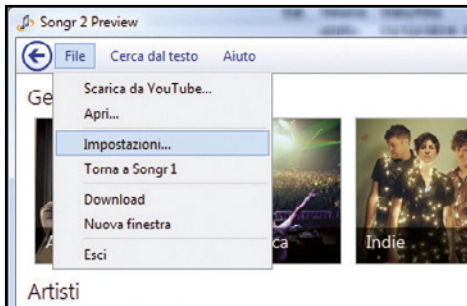 Songr 2 Preview
File Cerca dal testo Aiuto
Scarica da YouTube...
Ge
Apri...
Impostazioni...
Torna a Songr 1
Download
Nuova finestra
A
ca
Indie
Esci
Artisti